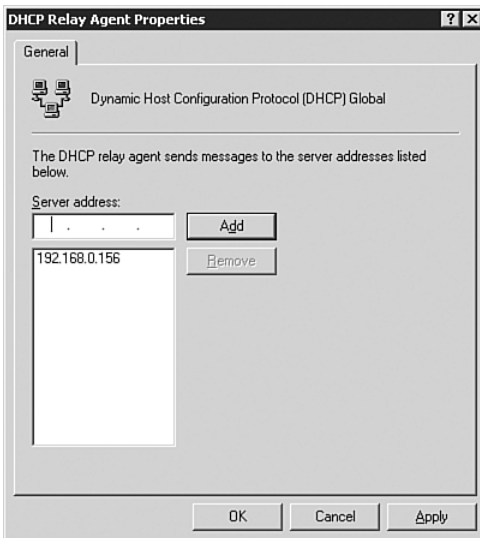 DHCP Relay Agent Properties
General
Dynamic Host Configuration Protocol (DHCP) Global
The DHCP relay agent sends messages to the server addresses listed
below.
Server address:
. . .
Add
192.168.0.156
Remove
OK
Cancel
Apply